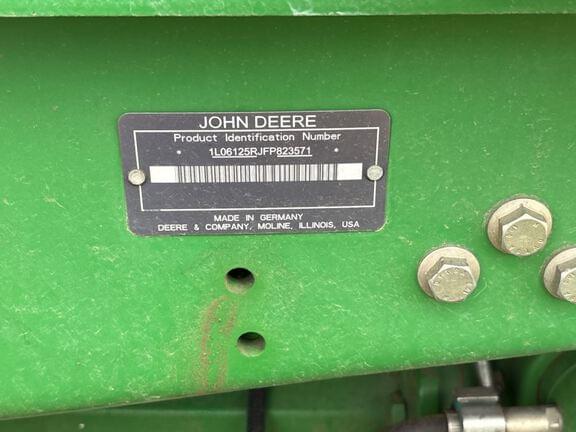 JOHN DEERE
Product Identification Number
* 1L06125RJFP823571 *
MADE IN GERMANY
DEERE & COMPANY, MOLINE, ILLINOIS, USA